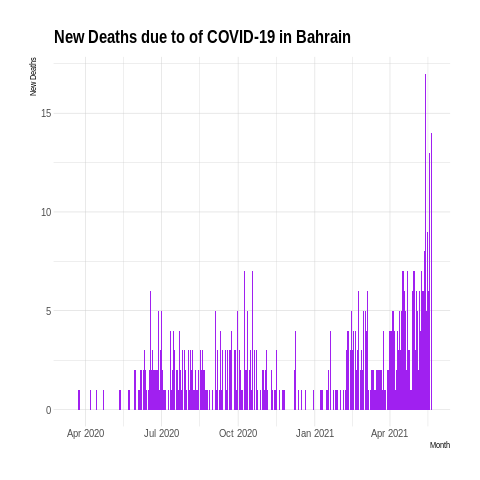 New Deaths due to of COVID-19 in Bahrain
New Deaths
15
10
5
0
Apr 2020 Jul 2020 Oct 2020 Jan 2021 Apr 2021
Month